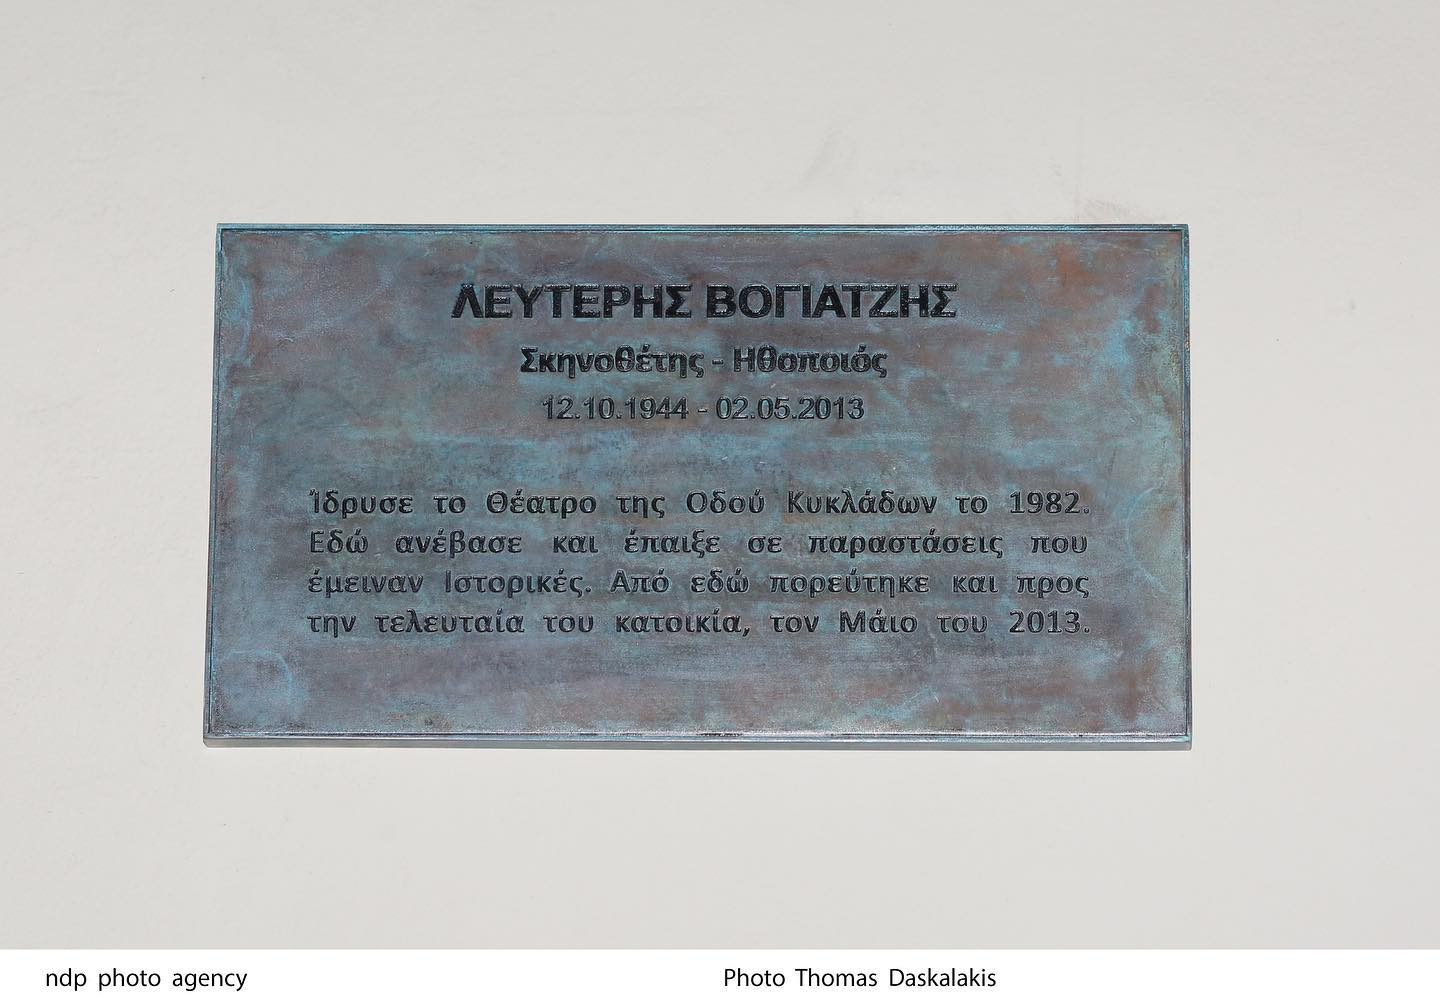 ΛΕΥΤΕΡΗΣ ΒΟΓΙΑΤΖΗΣ
Σκηνοθέτης - Ηθοποιός
12.10.1944 - 02.05.2013
Ίδρυσε το Θέατρο της Οδού Κυκλάδων το 1982.
Εδώ ανέβασε και έπαιξε σε παραστάσεις που
έμειναν Ιστορικές. Από εδώ πορεύτηκε και προς
την τελευταία του κατοικία, τον Μάιο του 2013.
ndp photo agency
Photo Thomas Daskalakis